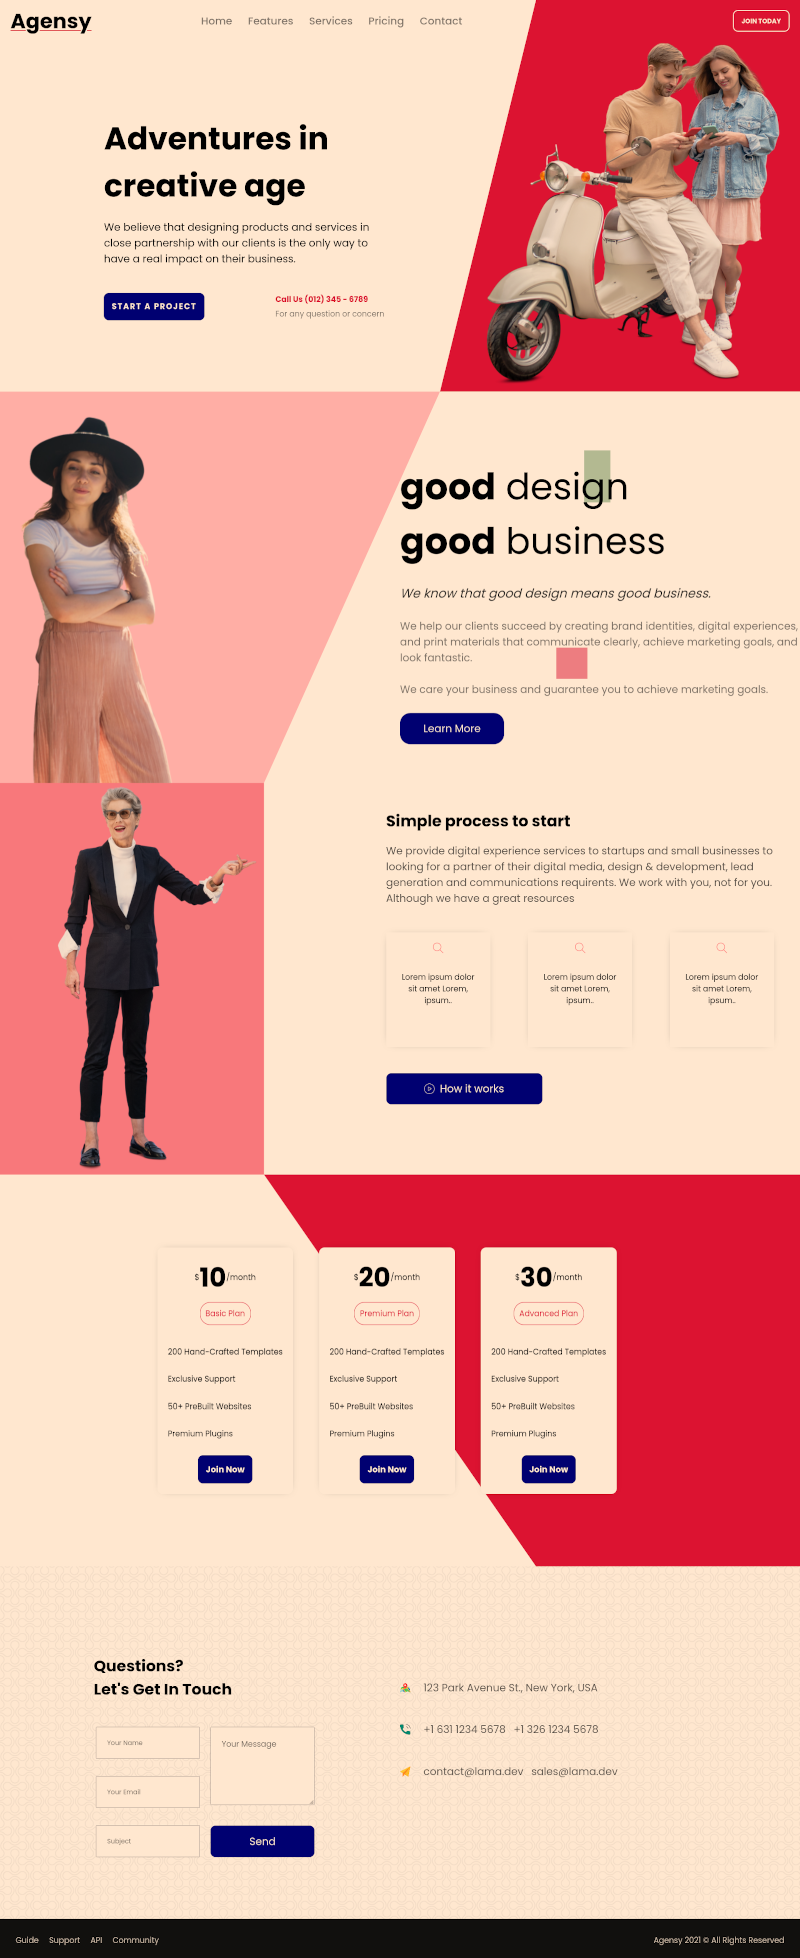 Agensy
Home Features Services Pricing Contact
JOIN TODAY
Adventures in
creative age
We believe that designing products and services in
close partnership with our clients is the only way to
have a real impact on their business.
START A PROJECT
Call Us (012) 345 - 6789
For any question or concern
good design
good business
We know that good design means good business.
We help our clients succeed by creating brand identities, digital experiences,
and print materials that communicate clearly, achieve marketing goals, and
look fantastic.
We care your business and guarantee you to achieve marketing goals.
Learn More
Simple process to start
We provide digital experience services to startups and small businesses to
looking for a partner of their digital media, design & development, lead
generation and communications requirents. We work with you, not for you.
Although we have a great resources
Lorem ipsum dolor
sit amet Lorem,
ipsum..
Lorem ipsum dolor
sit amet Lorem,
ipsum..
Lorem ipsum dolor
sit amet Lorem,
ipsum..
How it works
$10/month
Basic Plan
200 Hand-Crafted Templates
Exclusive Support
50+ PreBuilt Websites
Premium Plugins
Join Now
$20/month
Premium Plan
200 Hand-Crafted Templates
Exclusive Support
50+ PreBuilt Websites
Premium Plugins
Join Now
$30/month
Advanced Plan
200 Hand-Crafted Templates
Exclusive Support
50+ PreBuilt Websites
Premium Plugins
Join Now
Questions?
Let's Get In Touch
Your Name
Your Email
Subject
Your Message
Send
123 Park Avenue St., New York, USA
+1 631 1234 5678 +1 326 1234 5678
contact@lama.dev sales@lama.dev
Guide Support API Community
Agensy 2021 © All Rights Reserved